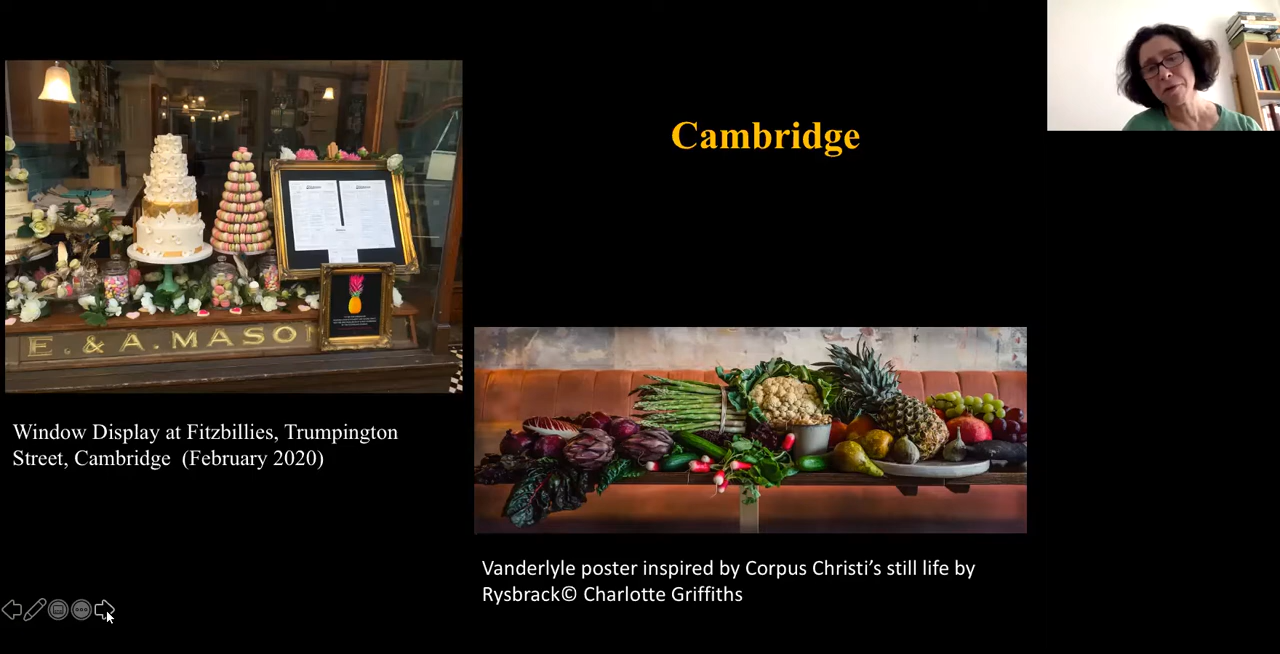 Cambridge
E. & A. MASON
Window Display at Fitzbillies, Trumpington
Street, Cambridge (February 2020)
Vanderlyle poster inspired by Corpus Christi’s still life by
Rysbrack© Charlotte Griffiths